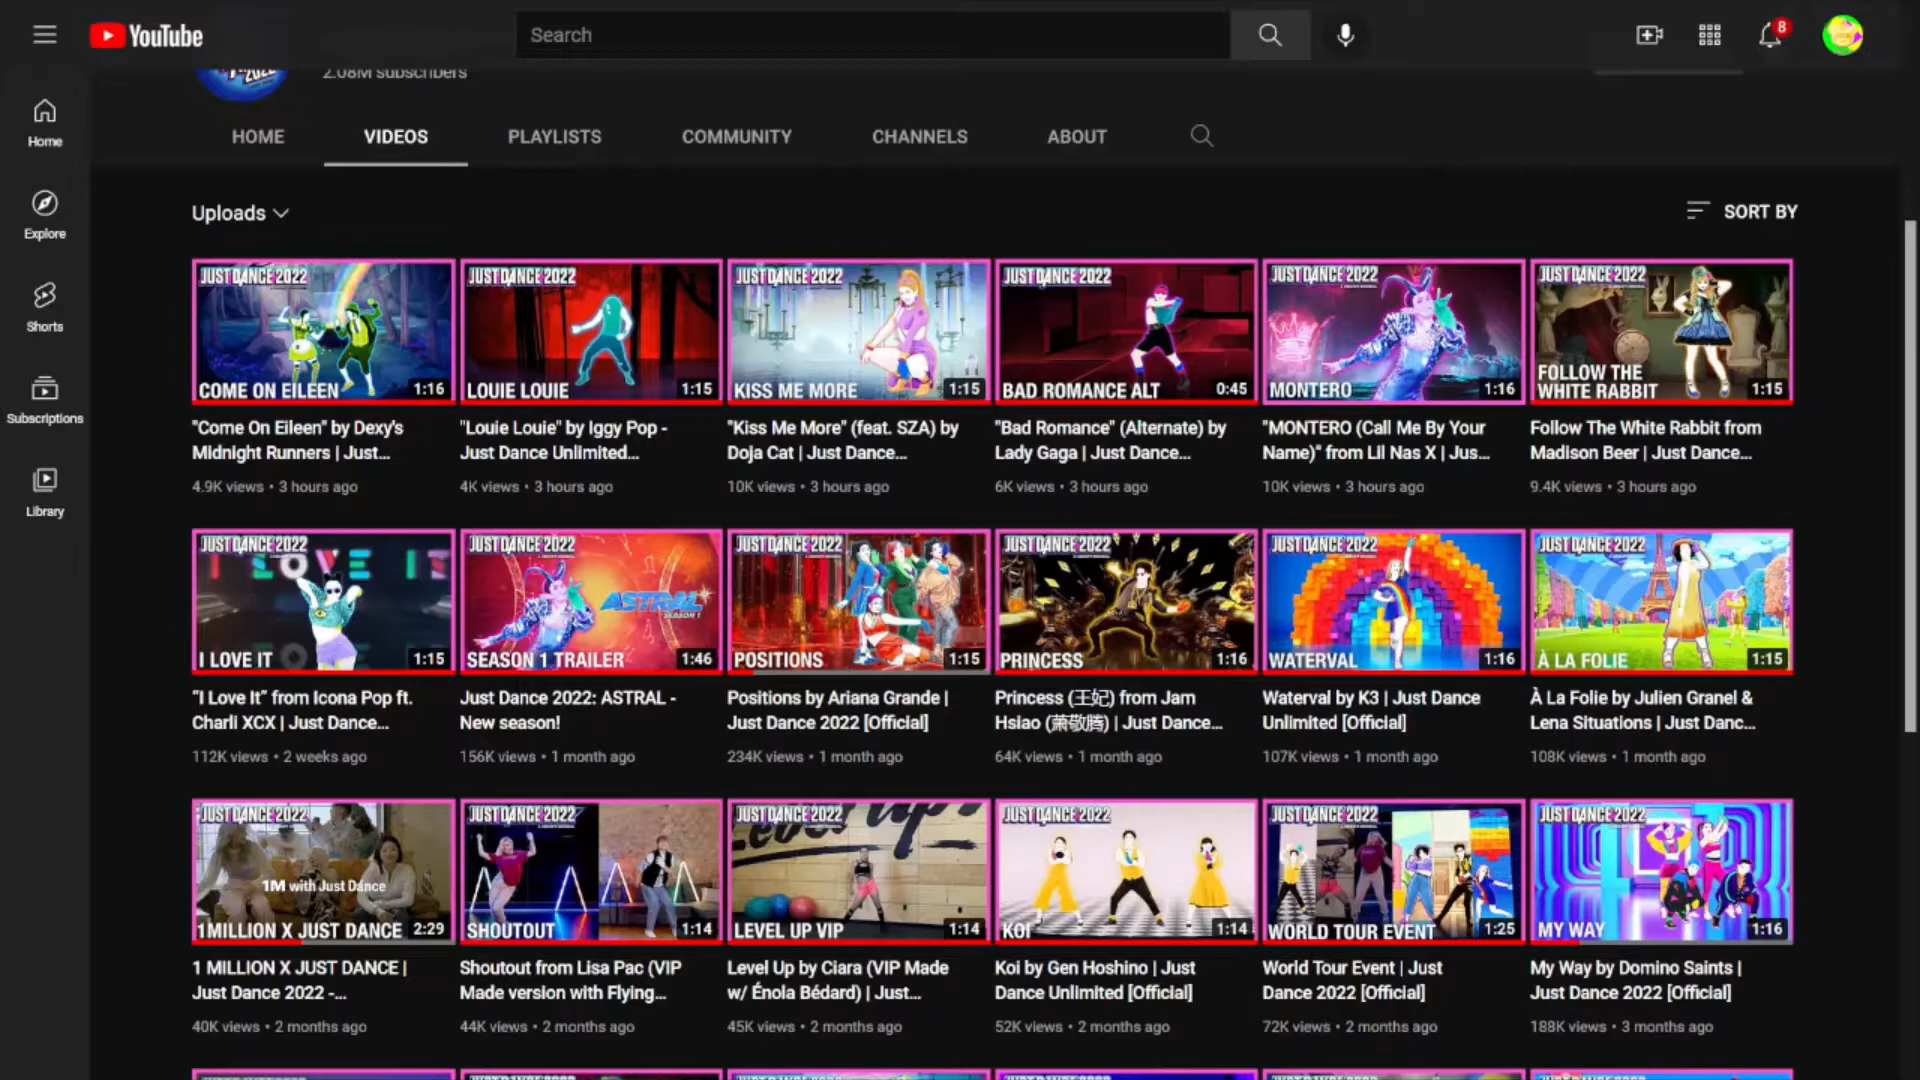 YouTube
Search
8
2.08M subscribers
Home
Explore
Shorts
Subscriptions
Library
HOME
VIDEOS
PLAYLISTS
COMMUNITY
CHANNELS
ABOUT
Uploads
SORT BY
JUST DANCE 2022
COME ON EILEEN
1:16
"Come On Eileen" by Dexy's
Midnight Runners | Just...
4.9K views • 3 hours ago
JUST DANCE 2022
LOUIE LOUIE
1:15
"Louie Louie" by Iggy Pop -
Just Dance Unlimited...
4K views • 3 hours ago
JUST DANCE 2022
KISS ME MORE
1:15
"Kiss Me More" (feat. SZA) by
Doja Cat | Just Dance...
10K views • 3 hours ago
JUST DANCE 2022
BAD ROMANCE ALT
0:45
"Bad Romance" (Alternate) by
Lady Gaga | Just Dance...
6K views • 3 hours ago
JUST DANCE 2022
MONTERO
1:16
"MONTERO (Call Me By Your
Name)" from Lil Nas X | Jus...
10K views • 3 hours ago
JUST DANCE 2022
FOLLOW THE
WHITE RABBIT
1:15
Follow The White Rabbit from
Madison Beer | Just Dance...
9.4K views • 3 hours ago
JUST DANCE 2022
I LOVE IT
I LOVE IT
1:15
“I Love It” from Icona Pop ft.
Charli XCX | Just Dance...
112K views • 2 weeks ago
JUST DANCE 2022
ASTRAL
SEASON 1
SEASON 1 TRAILER
1:46
Just Dance 2022: ASTRAL -
New season!
156K views • 1 month ago
JUST DANCE 2022
POSITIONS
1:15
Positions by Ariana Grande |
Just Dance 2022 [Official]
234K views • 1 month ago
JUST DANCE 2022
PRINCESS
1:16
Princess (王妃) from Jam
Hsiao (萧敬腾) | Just Dance...
64K views • 1 month ago
JUST DANCE 2022
WATERVAL
1:16
Waterval by K3 | Just Dance
Unlimited [Official]
107K views • 1 month ago
JUST DANCE 2022
À LA FOLIE
1:15
À La Folie by Julien Granel &
Lena Situations | Just Danc...
108K views • 1 month ago
JUST DANCE 2022
1M with Just Dance
1MILLION X JUST DANCE
2:29
1 MILLION X JUST DANCE |
Just Dance 2022 -...
40K views • 2 months ago
JUST DANCE 2022
SHOUTOUT
1:14
Shoutout from Lisa Pac (VIP
Made version with Flying...
44K views • 2 months ago
JUST DANCE 2022
LEVEL UP VIP
1:14
Level Up by Ciara (VIP Made
w/ Énola Bédard) | Just...
45K views • 2 months ago
JUST DANCE 2022
KOI
1:14
Koi by Gen Hoshino | Just
Dance Unlimited [Official]
52K views • 2 months ago
JUST DANCE 2022
WORLD TOUR EVENT
1:25
World Tour Event | Just
Dance 2022 [Official]
72K views • 2 months ago
JUST DANCE 2022
MY WAY
1:16
My Way by Domino Saints |
Just Dance 2022 [Official]
188K views • 3 months ago